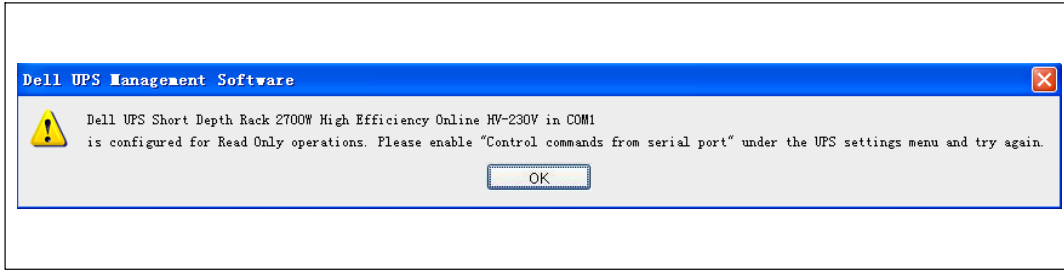 Dell UPS Management Software
Dell UPS Short Depth Rack 2700W High Efficiency Online HV-230V in COM1
is configured for Read Only operations. Please enable "Control commands from serial port" under the UPS settings menu and try again.
OK